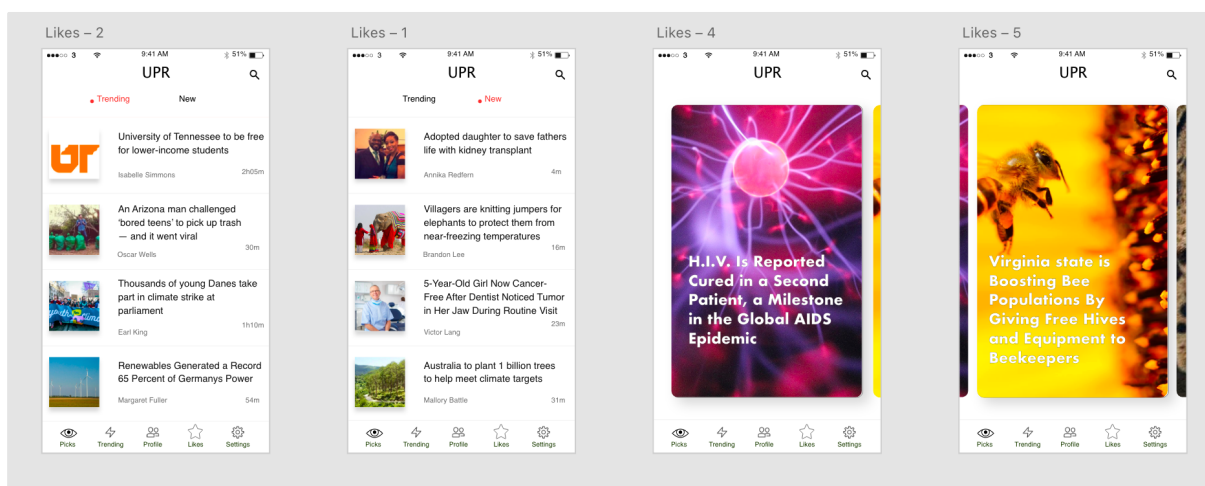 Likes – 2
3 9:41 AM 51%
UPR
Trending New
UT
University of Tennessee to be free
for lower-income students
Isabelle Simmons 2h05m
An Arizona man challenged
‘bored teens’ to pick up trash
— and it went viral
Oscar Wells 30m
Thousands of young Danes take
part in climate strike at
parliament
Earl King 1h10m
Renewables Generated a Record
65 Percent of Germanys Power
Margaret Fuller 54m
Picks Trending Profile Likes Settings
Likes – 1
3 9:41 AM 51%
UPR
Trending New
Adopted daughter to save fathers
life with kidney transplant
Annika Redfern 4m
Villagers are knitting jumpers for
elephants to protect them from
near-freezing temperatures
Brandon Lee 16m
5-Year-Old Girl Now Cancer-
Free After Dentist Noticed Tumor
in Her Jaw During Routine Visit
Victor Lang 23m
Australia to plant 1 billion trees
to help meet climate targets
Mallory Battle 31m
Picks Trending Profile Likes Settings
Likes – 4
3 9:41 AM 51%
UPR
H.I.V. Is Reported
Cured in a Second
Patient, a Milestone
in the Global AIDS
Epidemic
Picks Trending Profile Likes Settings
Likes – 5
3 9:41 AM 51%
UPR
Virginia state is
Boosting Bee
Populations By
Giving Free Hives
and Equipment to
Beekeepers
Picks Trending Profile Likes Settings